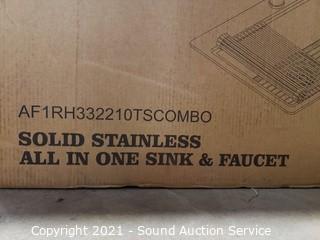 AF1RH332210TSCOMBO
SOLID STAINLESS
ALL IN ONE SINK & FAUCET
Copyright 2021 - Sound Auction Service